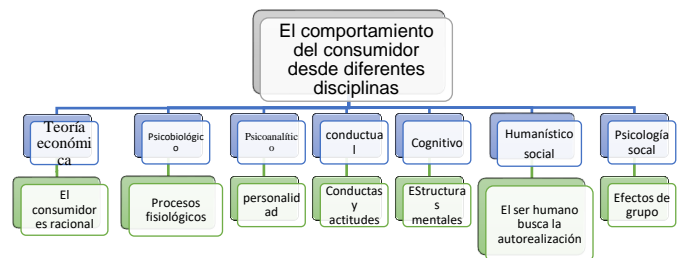 El comportamiento
del consumidor
desde diferentes
disciplinas
Teoría
económi
ca
Psicobiológic
o
Psicoanalític
o
conductua
l
Cognitivo
Humanístico
social
Psicología
socal
El
consumidor
es racional
Procesos
fisiológicos
personalid
ad
Conductas
y
actitudes
EStructura
s
mentales
El ser humano
busca la
autorealización
Efectos de
grupo